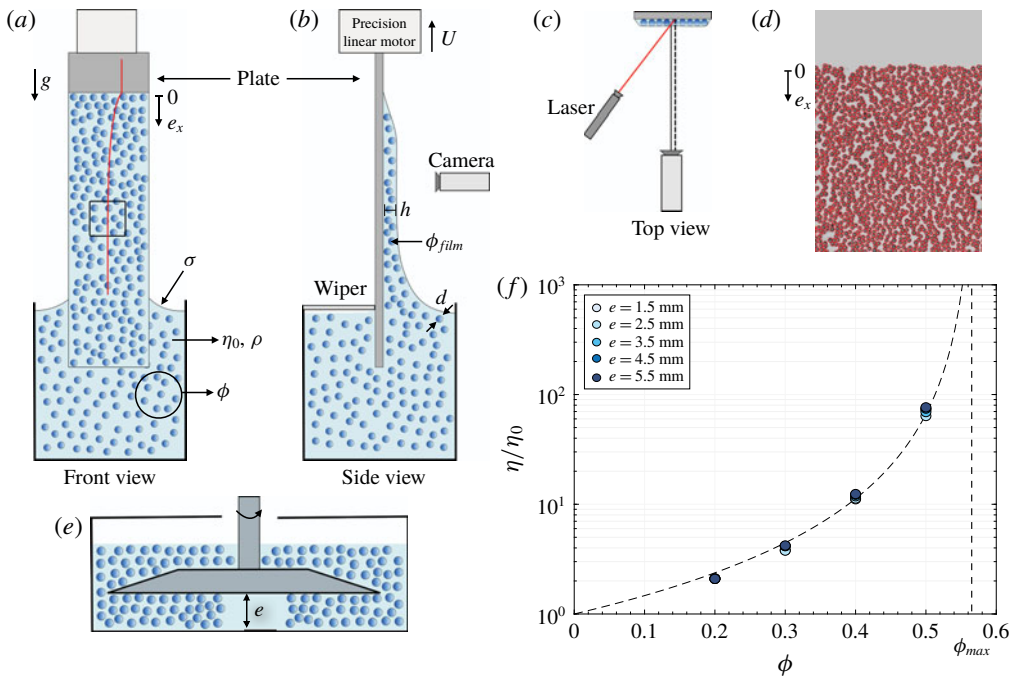 (a)
g
Plate
0
e_x
σ
η_0, ρ
ϕ
Front view
(b)
Precision
linear motor
U
Camera
h
ϕ_film
Wiper
d
Side view
(c)
Laser
Top view
(d)
0
e_x
(e)
e
(f)
10^3
10^2
10^1
10^0
η/η_0
e = 1.5 mm
e = 2.5 mm
e = 3.5 mm
e = 4.5 mm
e = 5.5 mm
0 0.1 0.2 0.3 0.4 0.5 0.6
ϕ_max
ϕ